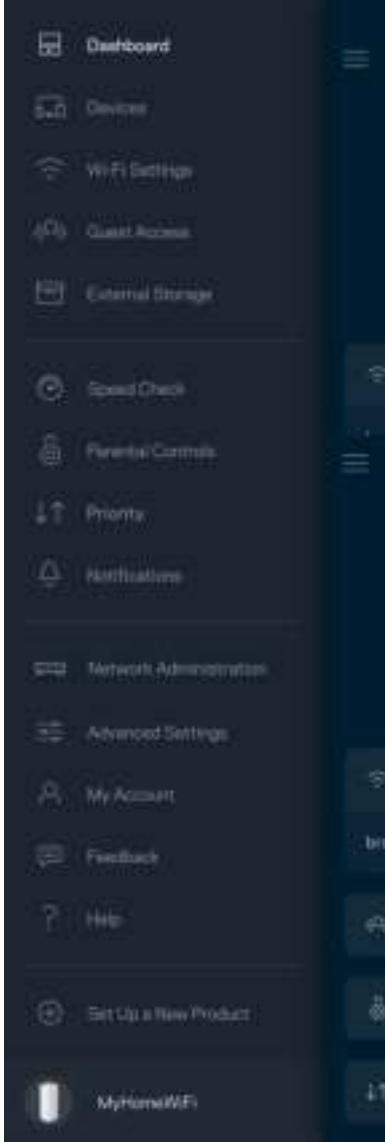 Dashboard
Devices
Wi-Fi Settings
Guest Access
External Storage
Speed Check
Parental Controls
Priority
Notifications
Network Administration
Advanced Settings
My Account
Feedback
Help
Set Up a New Product
MyHomeWiFi